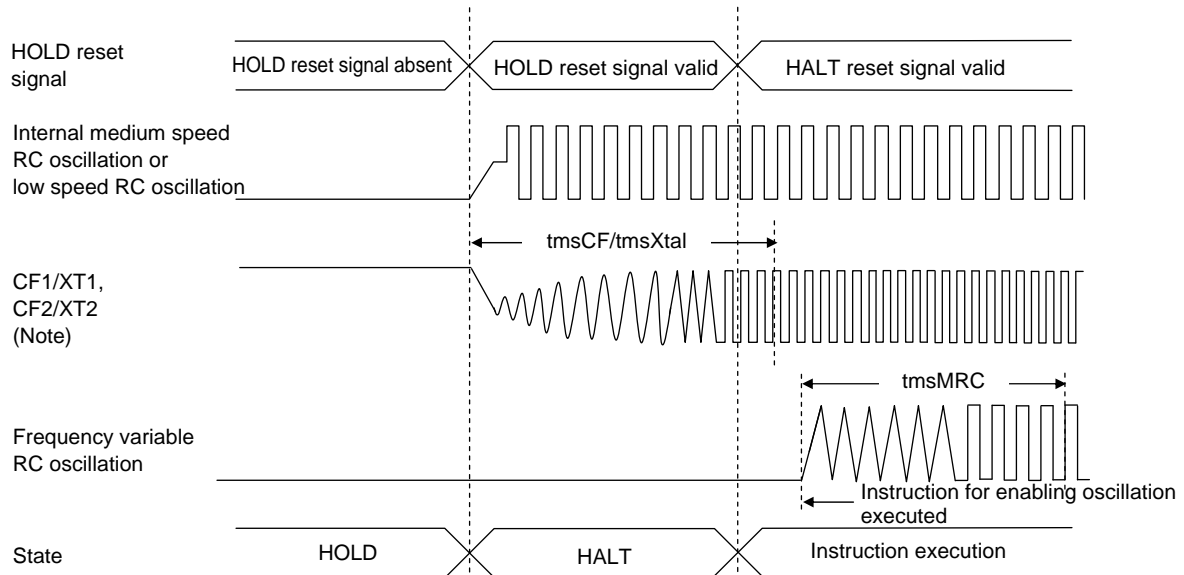 HOLD reset
signal
HOLD reset signal absent
HOLD reset signal valid
HALT reset signal valid
Internal medium speed
RC oscillation or
low speed RC oscillation
tmsCF/tmsXtal
CF1/XT1,
CF2/XT2
(Note)
tmsMRC
Frequency variable
RC oscillation
Instruction for enabling oscillation
executed
State
HOLD
HALT
Instruction execution